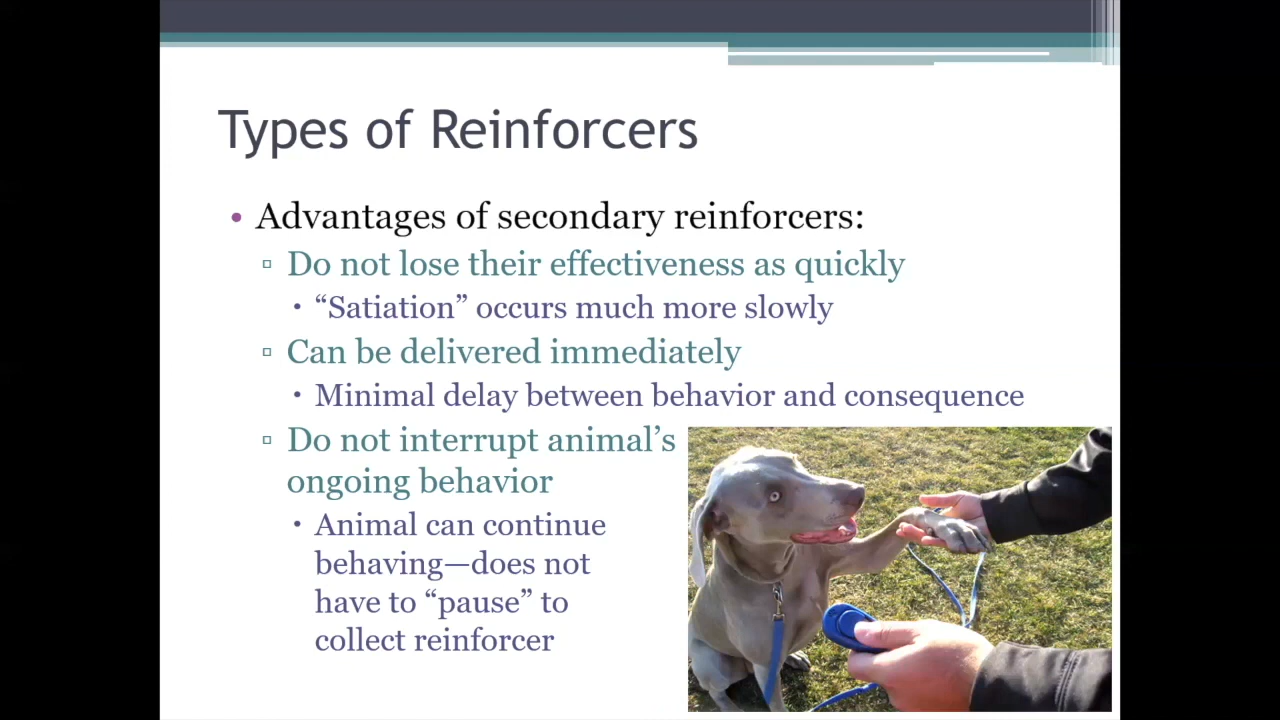 Types of Reinforcers
• Advantages of secondary reinforcers:
▫ Do not lose their effectiveness as quickly
• “Satiation” occurs much more slowly
▫ Can be delivered immediately
• Minimal delay between behavior and consequence
▫ Do not interrupt animal’s
ongoing behavior
• Animal can continue
behaving—does not
have to “pause” to
collect reinforcer